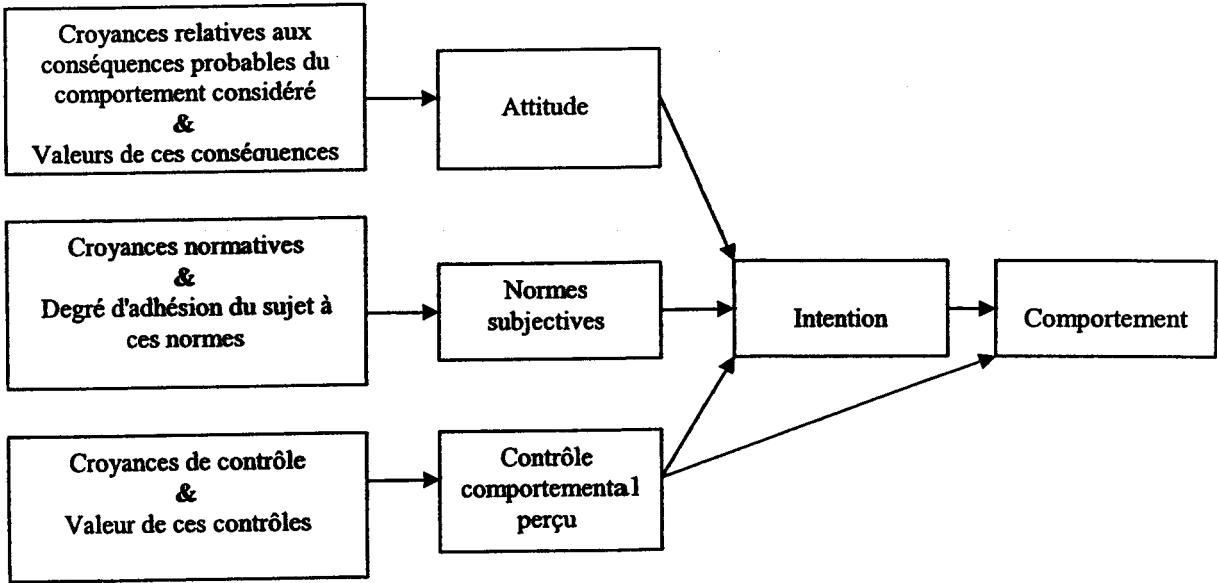 Croyances relatives aux
conséquences probables du
comportement considéré
&
Valeurs de ces conséquences
Attitude
Croyances normatives
&
Degré d'adhésion du sujet à
ces normes
Normes
subjectives
Intention
Comportement
Croyances de contrôle
&
Valeur de ces contrôles
Contrôle
comportemental
perçu